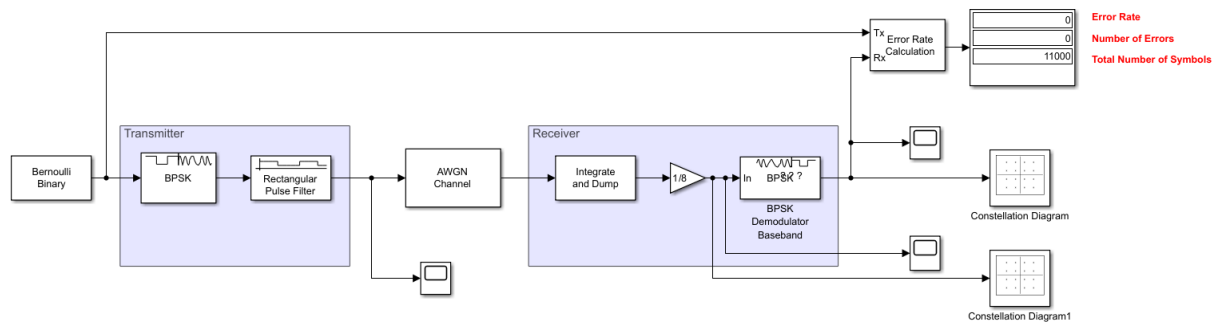 0
Error Rate
0
Number of Errors
11000
Total Number of Symbols
Tx
Rx
Error Rate
Calculation
Transmitter
Receiver
Bernoulli
Binary
BPSK
Rectangular
Pulse Filter
AWGN
Channel
Integrate
and Dump
1/8
In
BPSK
? ? ?
BPSK
Demodulator
Baseband
Constellation Diagram
Constellation Diagram1